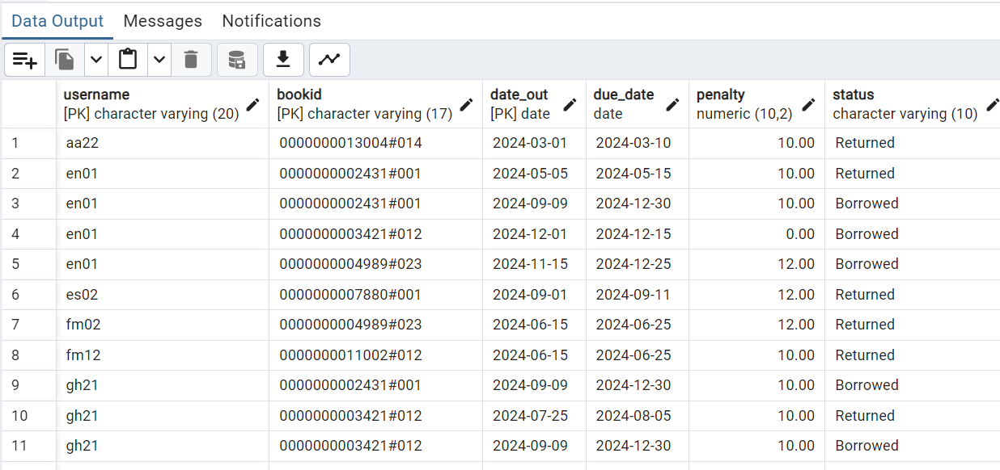 Data Output Messages Notifications
username bookid date_out due_date penalty status
[PK] character varying (20) [PK] character varying (17) [PK] date date numeric (10,2) character varying (10)
1 aa22 0000000013004#014 2024-03-01 2024-03-10 10.00 Returned
2 en01 0000000002431#001 2024-05-05 2024-05-15 10.00 Returned
3 en01 0000000002431#001 2024-09-09 2024-12-30 10.00 Borrowed
4 en01 0000000003421#012 2024-12-01 2024-12-15 0.00 Borrowed
5 en01 0000000004989#023 2024-11-15 2024-12-25 12.00 Borrowed
6 es02 0000000007880#001 2024-09-01 2024-09-11 12.00 Returned
7 fm02 0000000004989#023 2024-06-15 2024-06-25 12.00 Returned
8 fm12 0000000011002#012 2024-06-15 2024-06-25 10.00 Returned
9 gh21 0000000002431#001 2024-09-09 2024-12-30 10.00 Borrowed
10 gh21 0000000003421#012 2024-07-25 2024-08-05 10.00 Returned
11 gh21 0000000003421#012 2024-09-09 2024-12-30 10.00 Borrowed